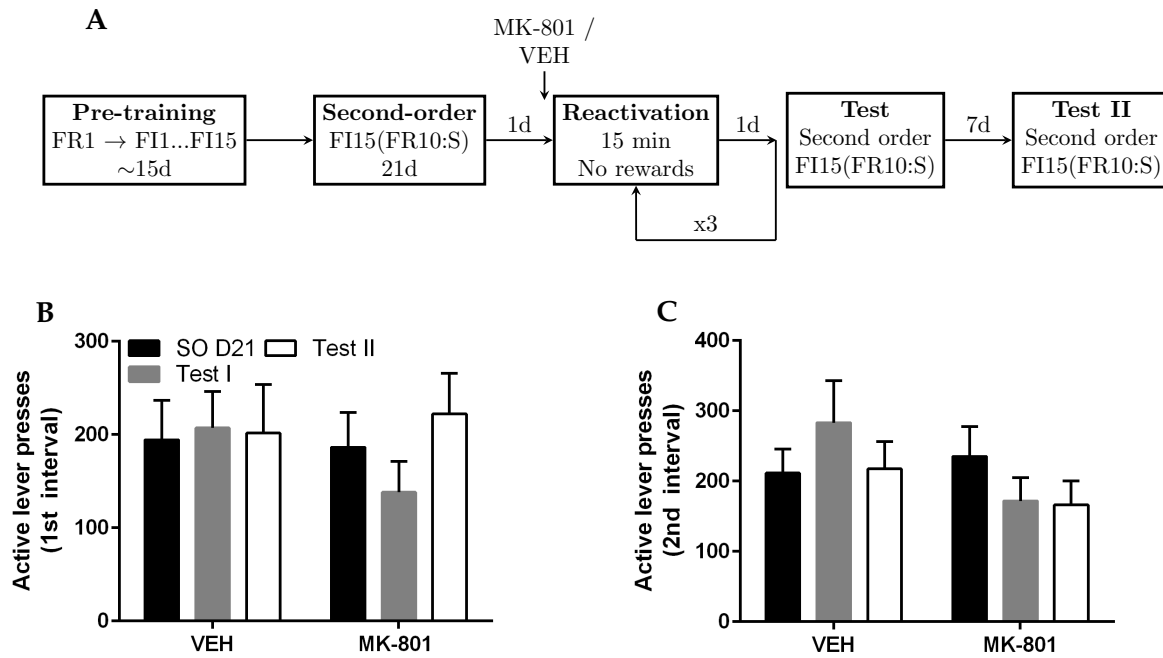 A
MK-801 /
VEH
Pre-training
FR1 → FI1...FI15
∼15d
Second-order
FI15(FR10:S)
21d
1d
Reactivation
15 min
No rewards
1d
x3
Test
Second order
FI15(FR10:S)
7d
Test II
Second order
FI15(FR10:S)
B
Active lever presses
(1st interval)
300
200
100
0
SO D21
Test I
Test II
VEH
MK-801
C
Active lever presses
(2nd interval)
400
300
200
100
0
VEH
MK-801